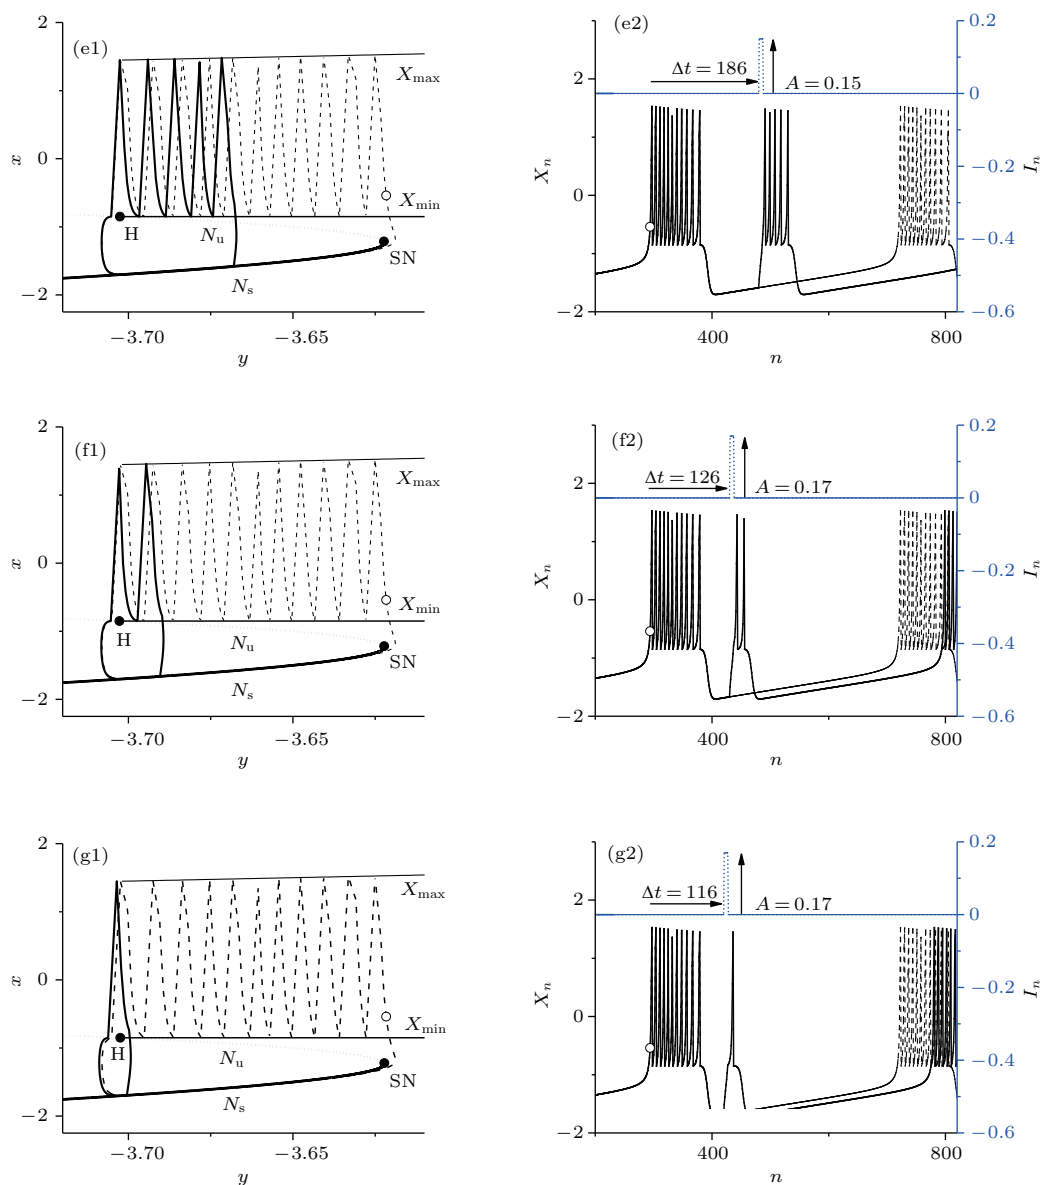 (e1)
2
0
−2
x
X_max
X_min
H
N_u
SN
N_s
−3.70
−3.65
y
(e2)
Δt = 186
A = 0.15
2
0
−2
X_n
0.2
0
−0.2
−0.4
−0.6
I_n
400
800
n
(f1)
2
0
−2
x
X_max
X_min
H
N_u
SN
N_s
−3.70
−3.65
y
(f2)
Δt = 126
A = 0.17
2
0
−2
X_n
0.2
0
−0.2
−0.4
−0.6
I_n
400
800
n
(g1)
2
0
−2
x
X_max
X_min
H
N_u
SN
N_s
−3.70
−3.65
y
(g2)
Δt = 116
A = 0.17
2
0
−2
X_n
0.2
0
−0.2
−0.4
−0.6
I_n
400
800
n